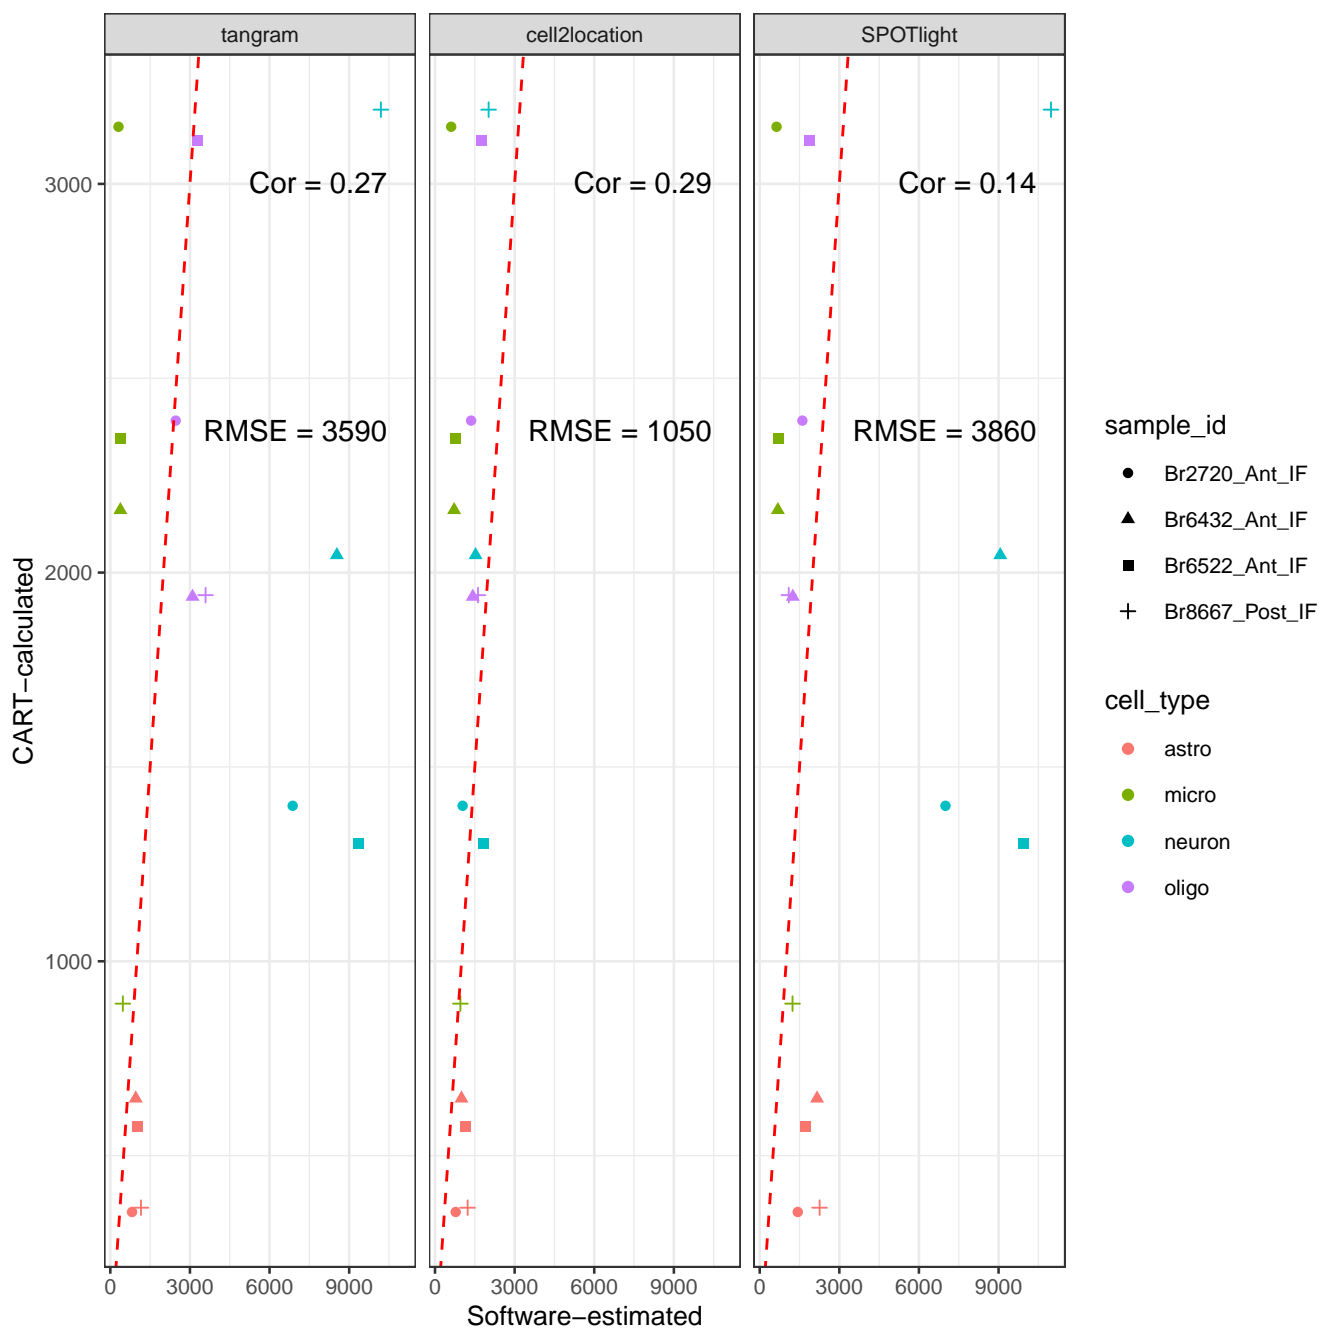 tangram
cell2location
SPOTlight
Cor = 0.27
Cor = 0.29
Cor = 0.14
RMSE = 3590
RMSE = 1050
RMSE = 3860
3000
2000
1000
CART−calculated
0 3000 6000 9000
0 3000 6000 9000
0 3000 6000 9000
Software−estimated
sample_id
Br2720_Ant_IF
Br6432_Ant_IF
Br6522_Ant_IF
Br8667_Post_IF
cell_type
astro
micro
neuron
oligo